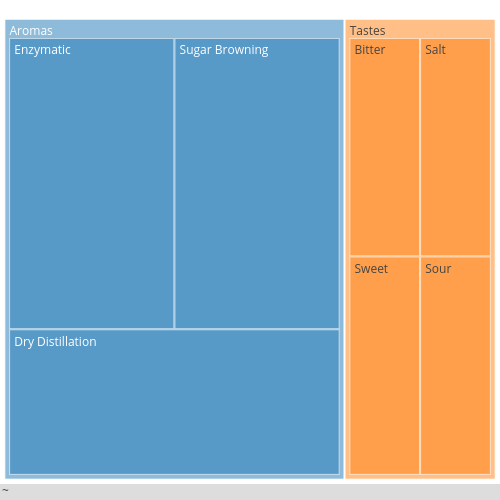 Aromas
Enzymatic
Sugar Browning
Dry Distillation
Tastes
Bitter
Salt
Sweet
Sour
~